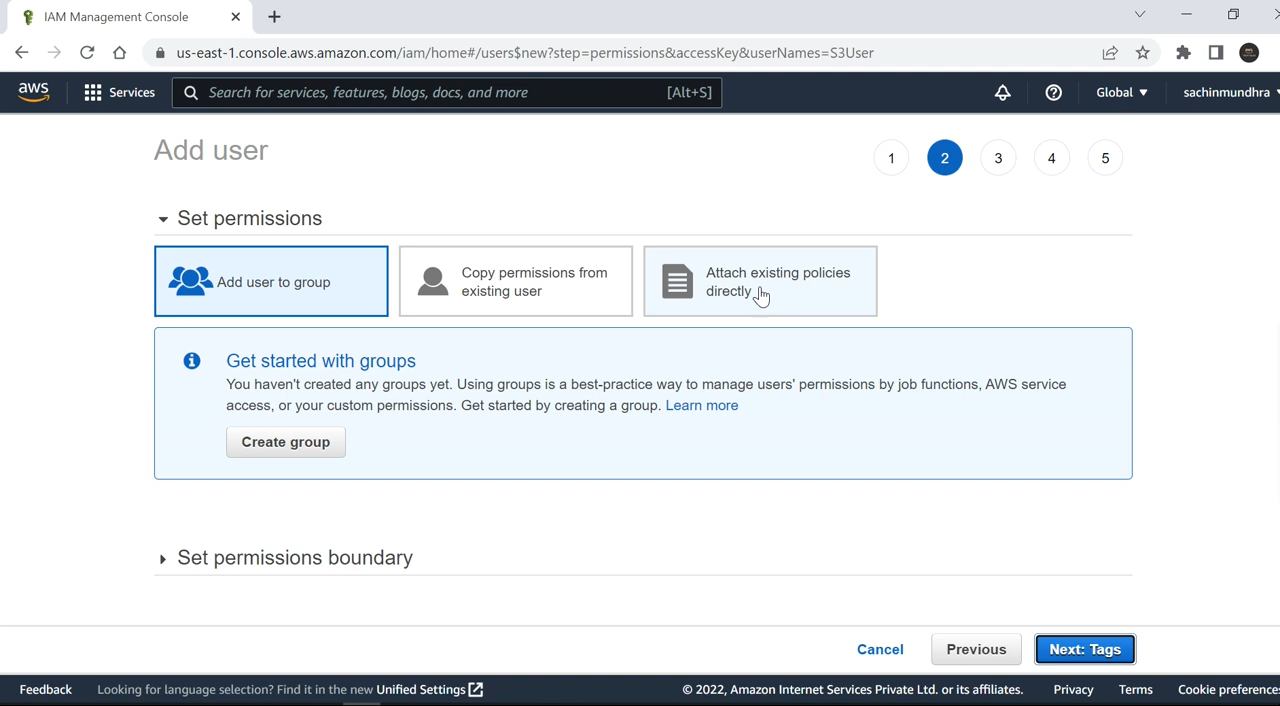 IAM Management Console
us-east-1.console.aws.amazon.com/iam/home#/users$new?step=permissions&accessKey&userNames=S3User
aws
Services
Search for services, features, blogs, docs, and more
[Alt+S]
Global
sachinmundhra
Add user
1
2
3
4
5
Set permissions
Add user to group
Copy permissions from
existing user
Attach existing policies
directly
Get started with groups
You haven't created any groups yet. Using groups is a best-practice way to manage users' permissions by job functions, AWS service
access, or your custom permissions. Get started by creating a group. Learn more
Create group
Set permissions boundary
Cancel
Previous
Next: Tags
Feedback
Looking for language selection? Find it in the new Unified Settings
© 2022, Amazon Internet Services Private Ltd. or its affiliates.
Privacy
Terms
Cookie preferences